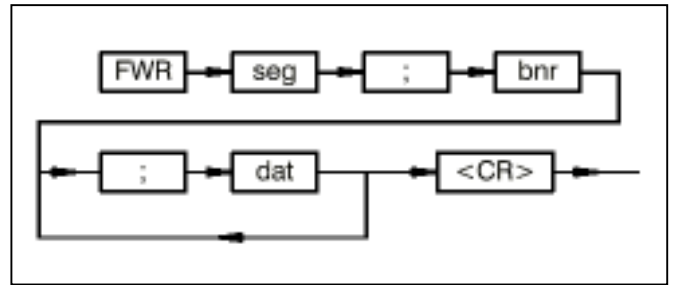 FWR seg ; bnr
; dat <CR>